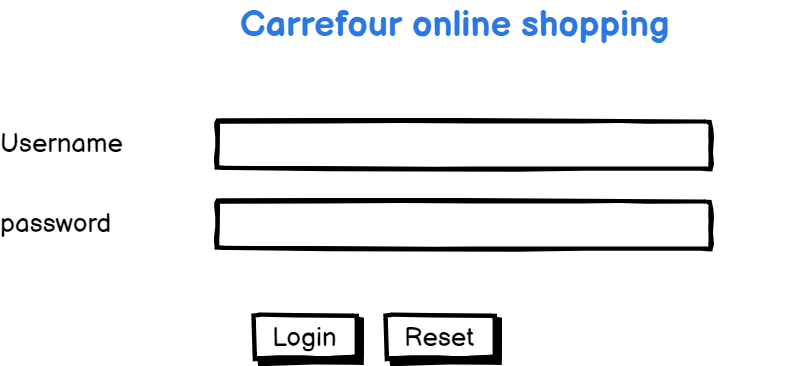 Carrefour online shopping
Username
password
Login Reset